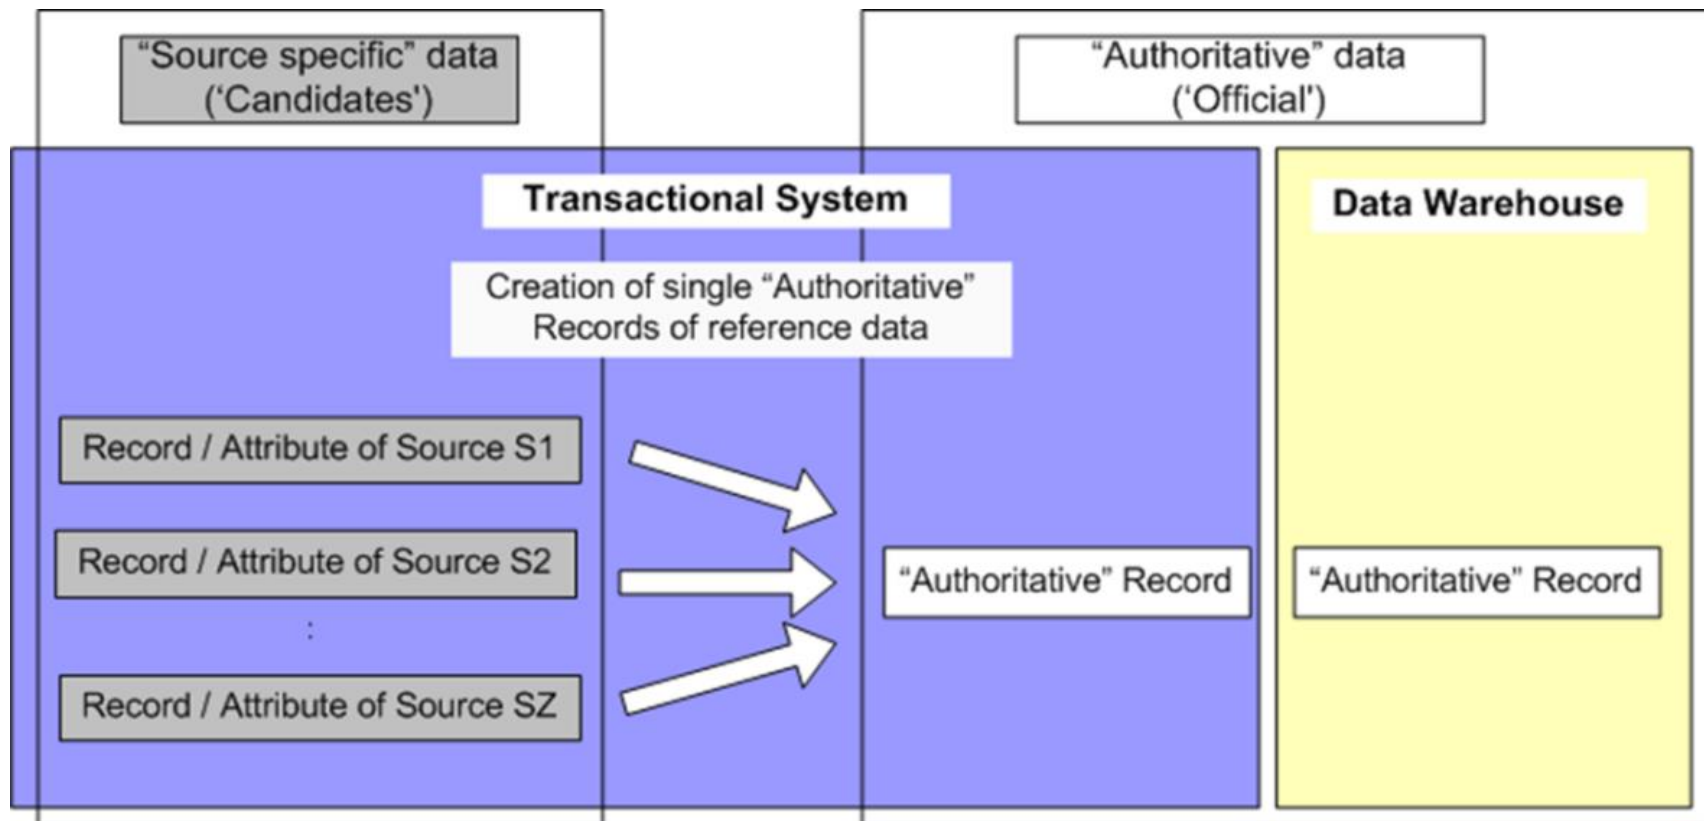 “Source specific” data
(‘Candidates')
“Authoritative” data
(‘Official')
Transactional System
Data Warehouse
Creation of single “Authoritative”
Records of reference data
Record / Attribute of Source S1
Record / Attribute of Source S2
:
Record / Attribute of Source SZ
“Authoritative” Record
“Authoritative” Record